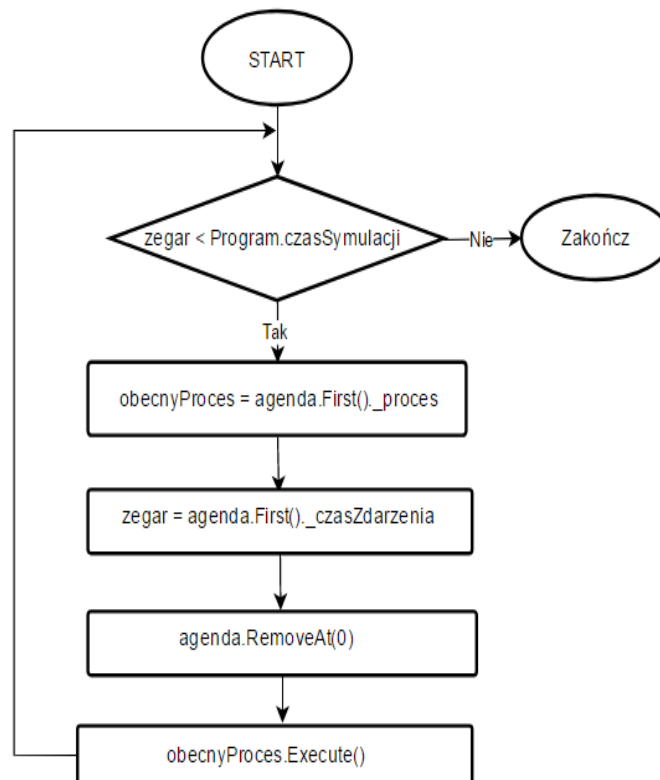 START
zegar < Program.czasSymulacji
Nie
Zakończ
Tak
obecnyProces = agenda.First()._proces
zegar = agenda.First()._czasZdarzenia
agenda.RemoveAt(0)
obecnyProces.Execute()